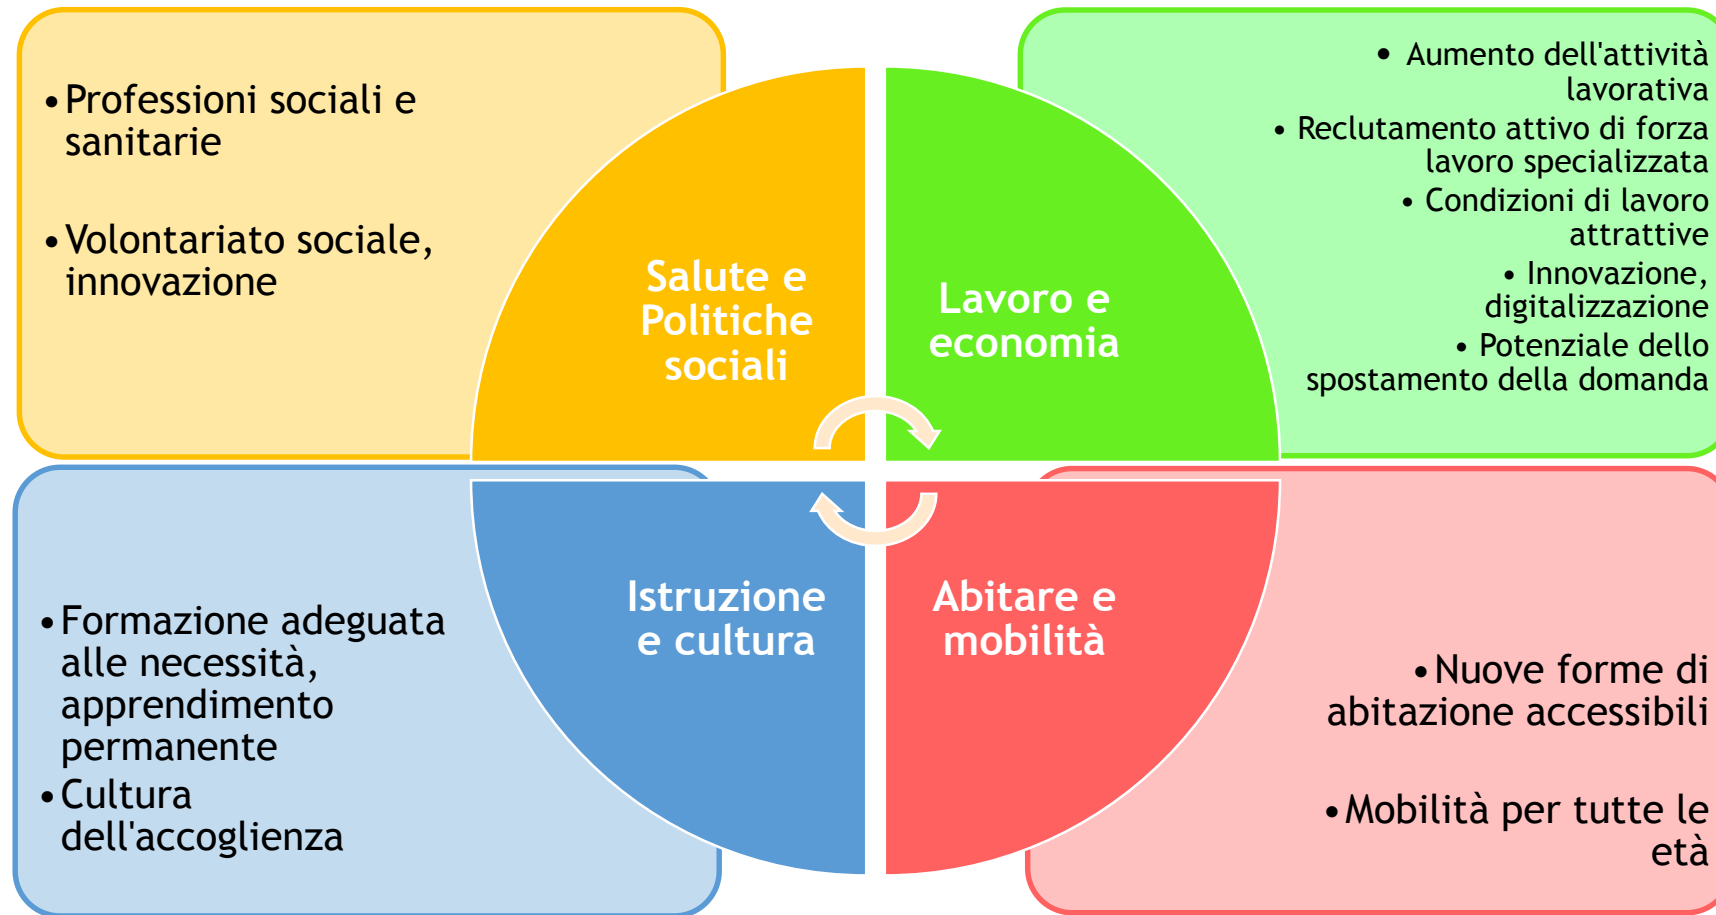 •Professioni sociali e
sanitarie
•Volontariato sociale,
innovazione
Salute e
Politiche
sociali
Lavoro e
economia
• Aumento dell'attività
lavorativa
• Reclutamento attivo di forza
lavoro specializzata
• Condizioni di lavoro
attrattive
• Innovazione,
digitalizzazione
• Potenziale dello
spostamento della domanda
•Formazione adeguata
alle necessità,
apprendimento
permanente
•Cultura
dell'accoglienza
Istruzione
e cultura
Abitare e
mobilità
•Nuove forme di
abitazione accessibili
•Mobilità per tutte le
età